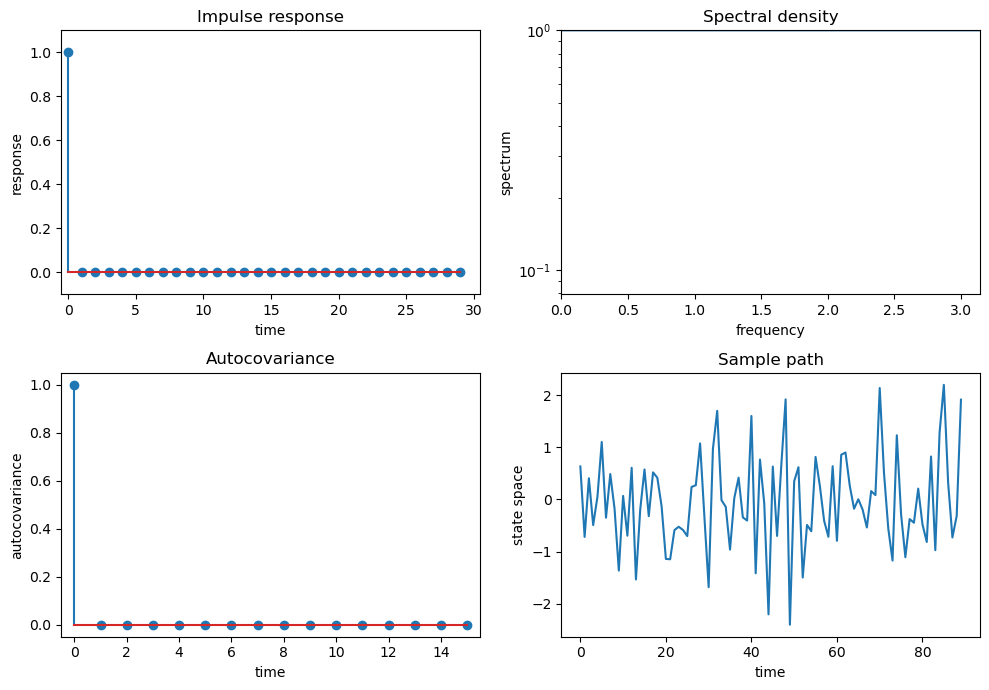 Impulse response
response
1.0
0.8
0.6
0.4
0.2
0.0
0 5 10 15 20 25 30
time
Spectral density
spectrum
10^0
10^−1
0.0 0.5 1.0 1.5 2.0 2.5 3.0
frequency
Autocovariance
autocovariance
1.0
0.8
0.6
0.4
0.2
0.0
0 2 4 6 8 10 12 14
time
Sample path
state space
2
1
0
−1
−2
0 20 40 60 80
time